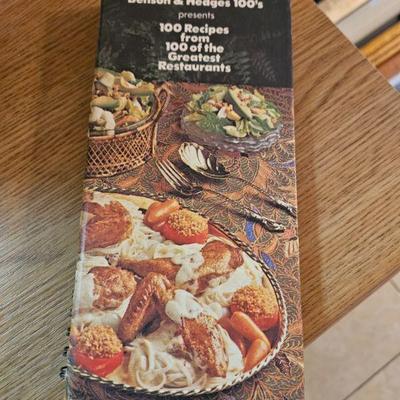 Benson & Hedges 100's
presents
100 Recipes
from
100 of the
Greatest
Restaurants